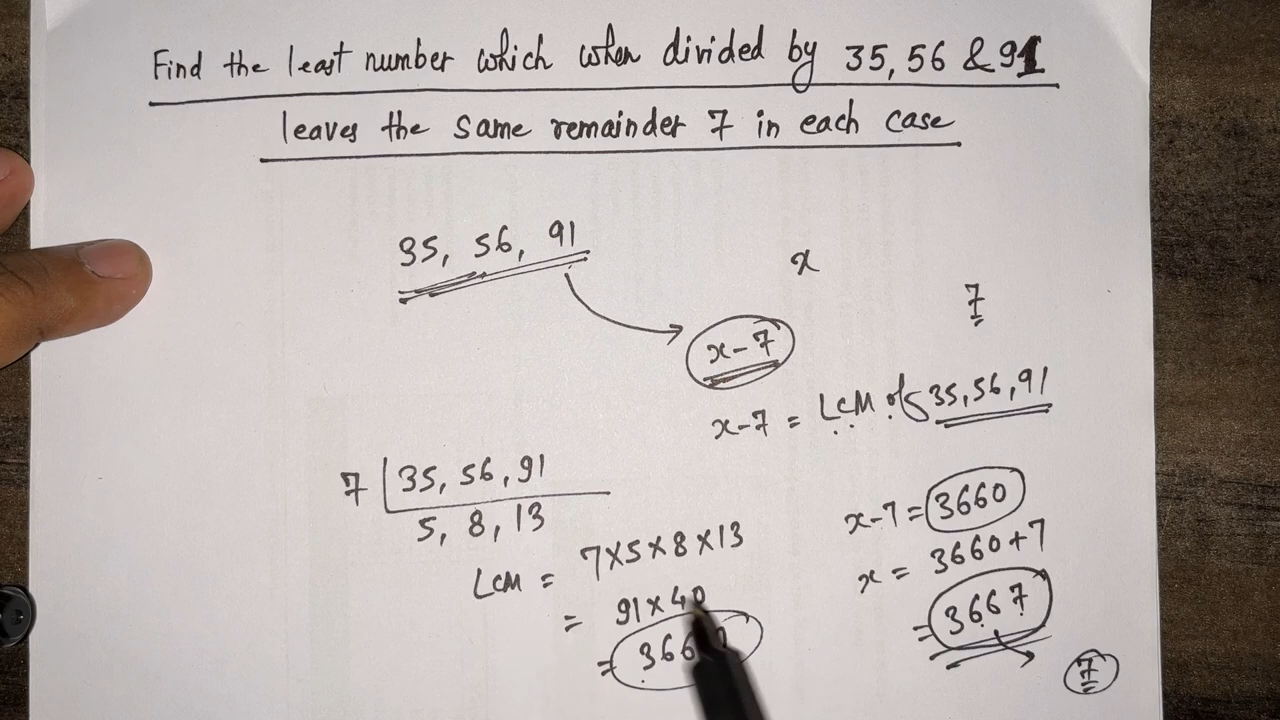 Find the least number which when divided by 35, 56 & 91
leaves the same remainder 7 in each case
35, 56, 91
x
7
x-7
x-7 = LCM of 35, 56, 91
7 35, 56, 91
5, 8, 13
LCM = 7×5×8×13
= 91×40
=
x-7 = 3660
x = 3660+7
= 3667
7